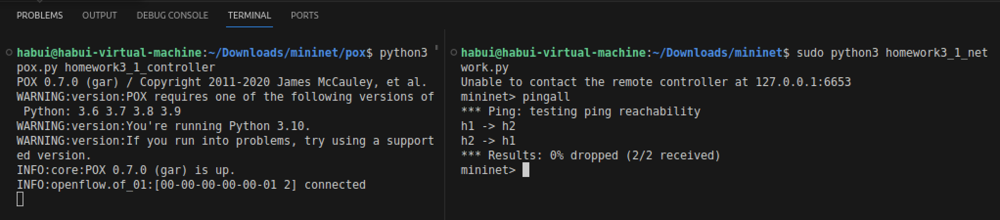 PROBLEMS OUTPUT DEBUG CONSOLE TERMINAL PORTS
habui@habui-virtual-machine:~/Downloads/mininet/pox$ python3
pox.py homework3_1_controller
POX 0.7.0 (gar) / Copyright 2011-2020 James McCauley, et al.
WARNING:version:POX requires one of the following versions of
 Python: 3.6 3.7 3.8 3.9
WARNING:version:You're running Python 3.10.
WARNING:version:If you run into problems, try using a support
ed version.
INFO:core:POX 0.7.0 (gar) is up.
INFO:openflow.of_01:[00-00-00-00-00-01 2] connected
habui@habui-virtual-machine:~/Downloads/mininet$ sudo python3 homework3_1_net
work.py
Unable to contact the remote controller at 127.0.0.1:6653
mininet> pingall
*** Ping: testing ping reachability
h1 -> h2
h2 -> h1
*** Results: 0% dropped (2/2 received)
mininet>